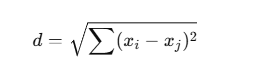 d = √∑(xᵢ − xⱼ)²